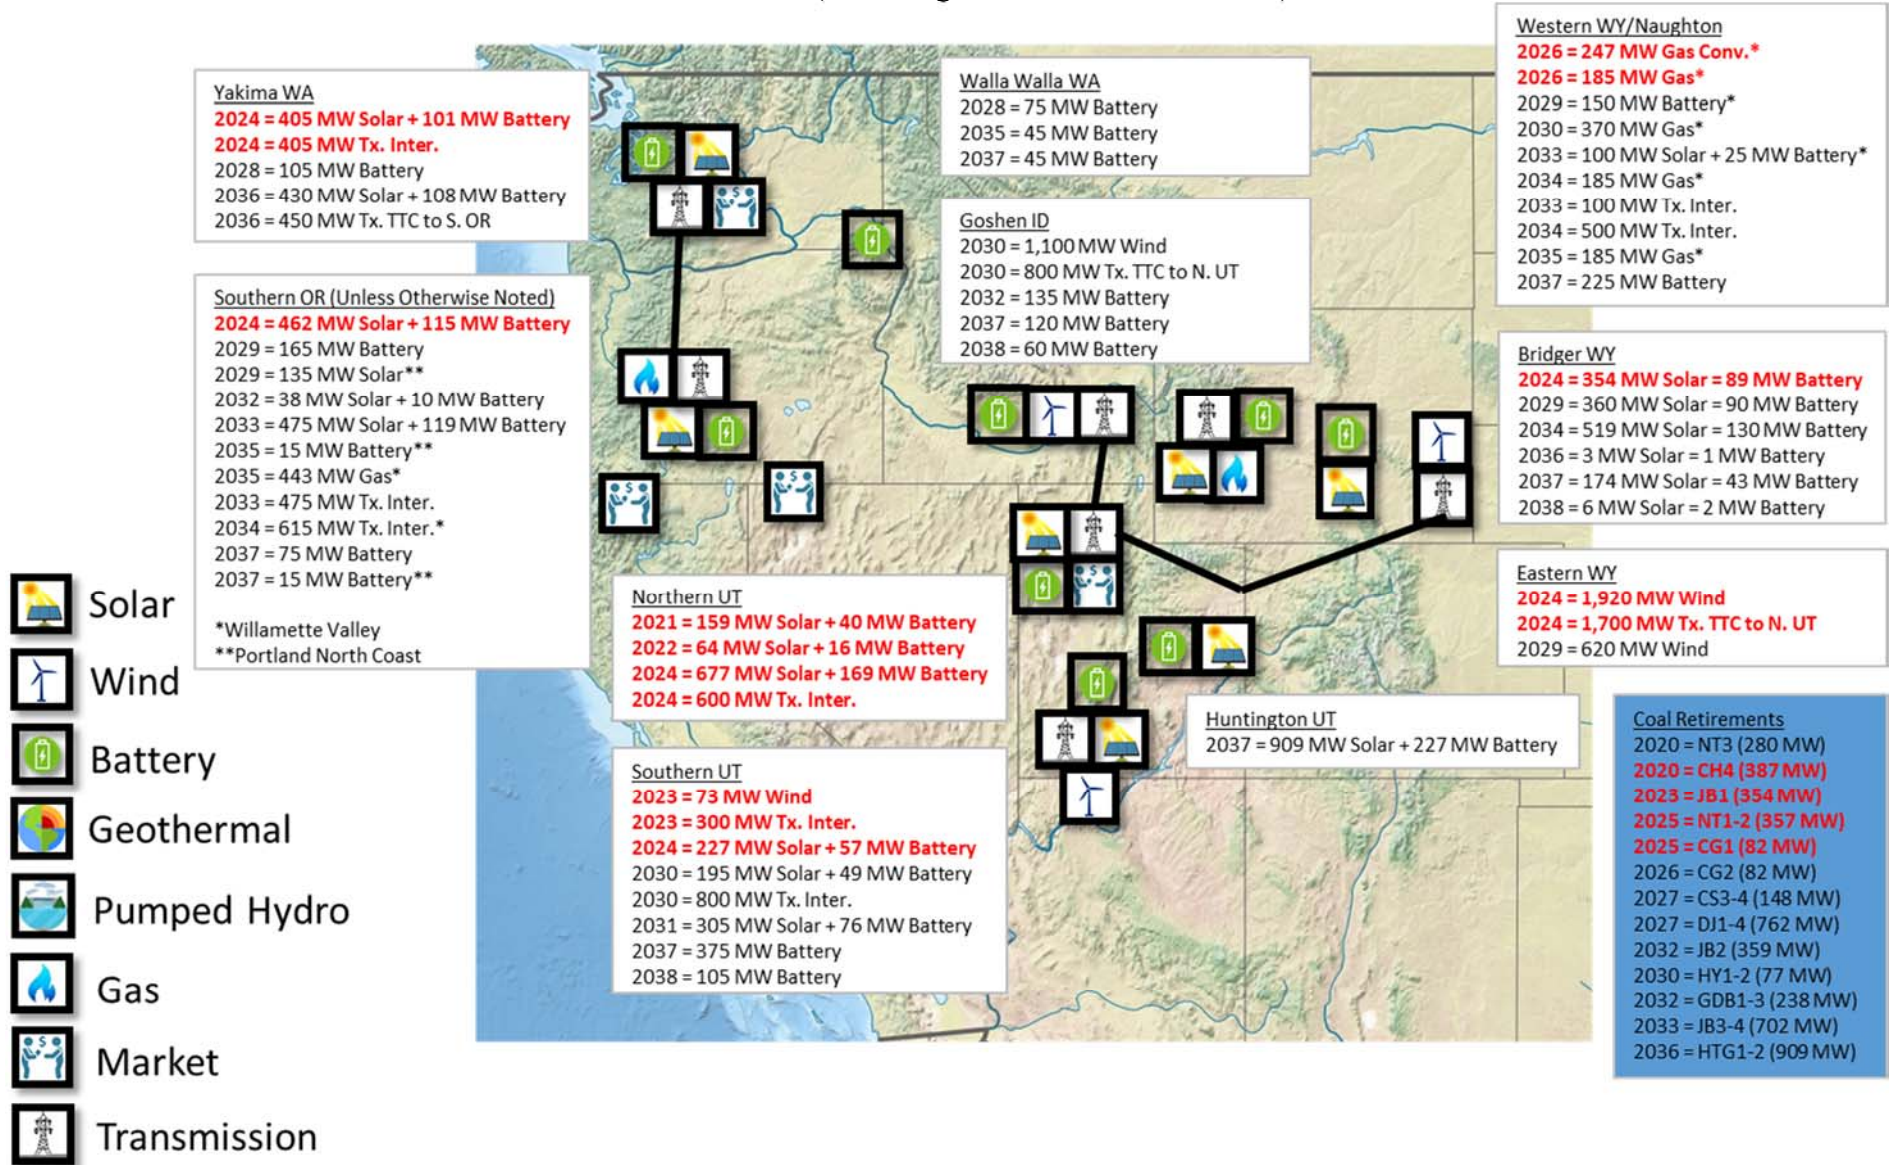 Yakima WA
2024 = 405 MW Solar + 101 MW Battery
2024 = 405 MW Tx. Inter.
2028 = 105 MW Battery
2036 = 430 MW Solar + 108 MW Battery
2036 = 450 MW Tx. TTC to S. OR
Southern OR (Unless Otherwise Noted)
2024 = 462 MW Solar + 115 MW Battery
2029 = 165 MW Battery
2029 = 135 MW Solar**
2032 = 38 MW Solar + 10 MW Battery
2033 = 475 MW Solar + 119 MW Battery
2035 = 15 MW Battery**
2035 = 443 MW Gas*
2033 = 475 MW Tx. Inter.
2034 = 615 MW Tx. Inter.*
2037 = 75 MW Battery
2037 = 15 MW Battery**
*Willamette Valley
**Portland North Coast
Walla Walla WA
2028 = 75 MW Battery
2035 = 45 MW Battery
2037 = 45 MW Battery
Goshen ID
2030 = 1,100 MW Wind
2030 = 800 MW Tx. TTC to N. UT
2032 = 135 MW Battery
2037 = 120 MW Battery
2038 = 60 MW Battery
Western WY/Naughton
2026 = 247 MW Gas Conv.*
2026 = 185 MW Gas*
2029 = 150 MW Battery*
2030 = 370 MW Gas*
2033 = 100 MW Solar + 25 MW Battery*
2034 = 185 MW Gas*
2033 = 100 MW Tx. Inter.
2034 = 500 MW Tx. Inter.
2035 = 185 MW Gas*
2037 = 225 MW Battery
Bridger WY
2024 = 354 MW Solar = 89 MW Battery
2029 = 360 MW Solar = 90 MW Battery
2034 = 519 MW Solar = 130 MW Battery
2036 = 3 MW Solar = 1 MW Battery
2037 = 174 MW Solar = 43 MW Battery
2038 = 6 MW Solar = 2 MW Battery
Eastern WY
2024 = 1,920 MW Wind
2024 = 1,700 MW Tx. TTC to N. UT
2029 = 620 MW Wind
Northern UT
2021 = 159 MW Solar + 40 MW Battery
2022 = 64 MW Solar + 16 MW Battery
2024 = 677 MW Solar + 169 MW Battery
2024 = 600 MW Tx. Inter.
Southern UT
2023 = 73 MW Wind
2023 = 300 MW Tx. Inter.
2024 = 227 MW Solar + 57 MW Battery
2030 = 195 MW Solar + 49 MW Battery
2030 = 800 MW Tx. Inter.
2031 = 305 MW Solar + 76 MW Battery
2037 = 375 MW Battery
2038 = 105 MW Battery
Huntington UT
2037 = 909 MW Solar + 227 MW Battery
Coal Retirements
2020 = NT3 (280 MW)
2020 = CH4 (387 MW)
2023 = JB1 (354 MW)
2025 = NT1-2 (357 MW)
2025 = CG1 (82 MW)
2026 = CG2 (82 MW)
2027 = CS3-4 (148 MW)
2027 = DJ1-4 (762 MW)
2032 = JB2 (359 MW)
2030 = HY1-2 (77 MW)
2032 = GDB1-3 (238 MW)
2033 = JB3-4 (702 MW)
2036 = HTG1-2 (909 MW)
Solar
Wind
Battery
Geothermal
Pumped Hydro
Gas
Market
Transmission